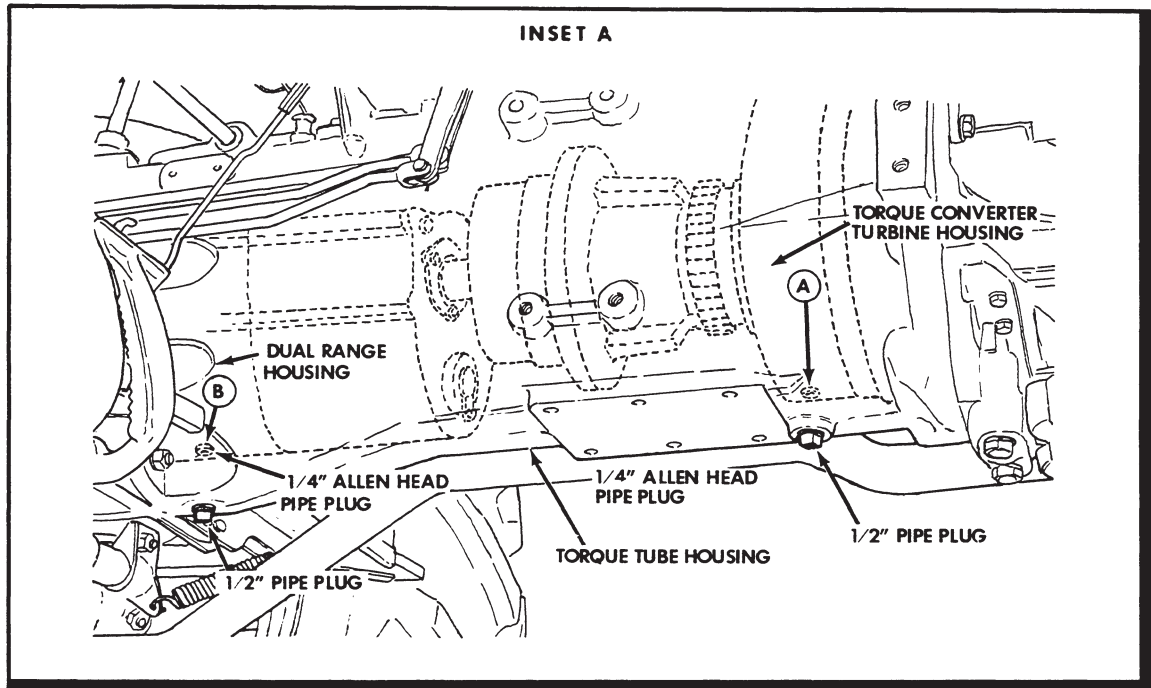 INSET A
TORQUE CONVERTER
TURBINE HOUSING
A
DUAL RANGE
HOUSING
B
1/4" ALLEN HEAD
PIPE PLUG
1/4" ALLEN HEAD
PIPE PLUG
1/2" PIPE PLUG
TORQUE TUBE HOUSING
1/2" PIPE PLUG